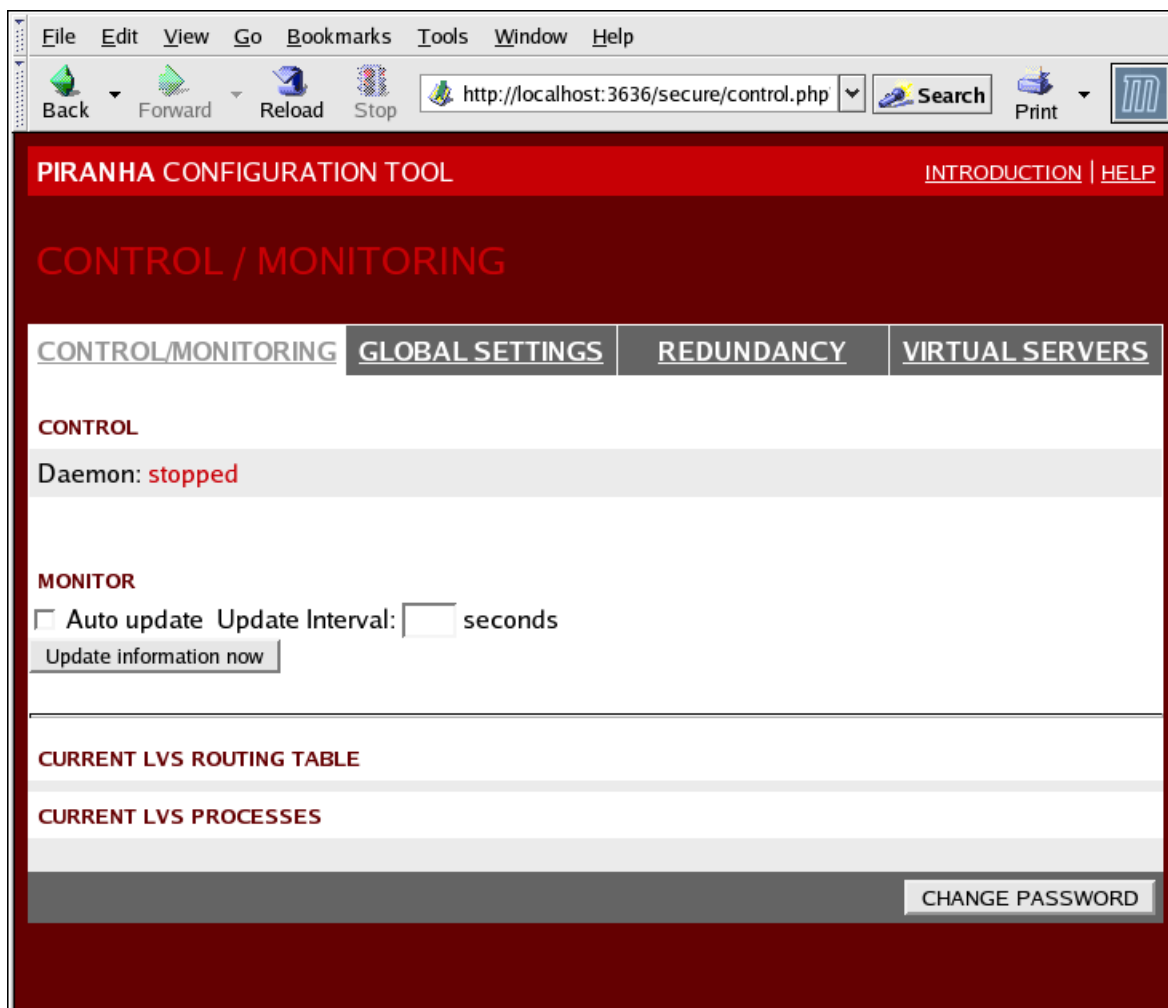 File Edit View Go Bookmarks Tools Window Help
Back Forward Reload Stop http://localhost:3636/secure/control.php Search Print
PIRANHA CONFIGURATION TOOL INTRODUCTION | HELP
CONTROL / MONITORING
CONTROL/MONITORING GLOBAL SETTINGS REDUNDANCY VIRTUAL SERVERS
CONTROL
Daemon: stopped
MONITOR
Auto update Update Interval: seconds
Update information now
CURRENT LVS ROUTING TABLE
CURRENT LVS PROCESSES
CHANGE PASSWORD